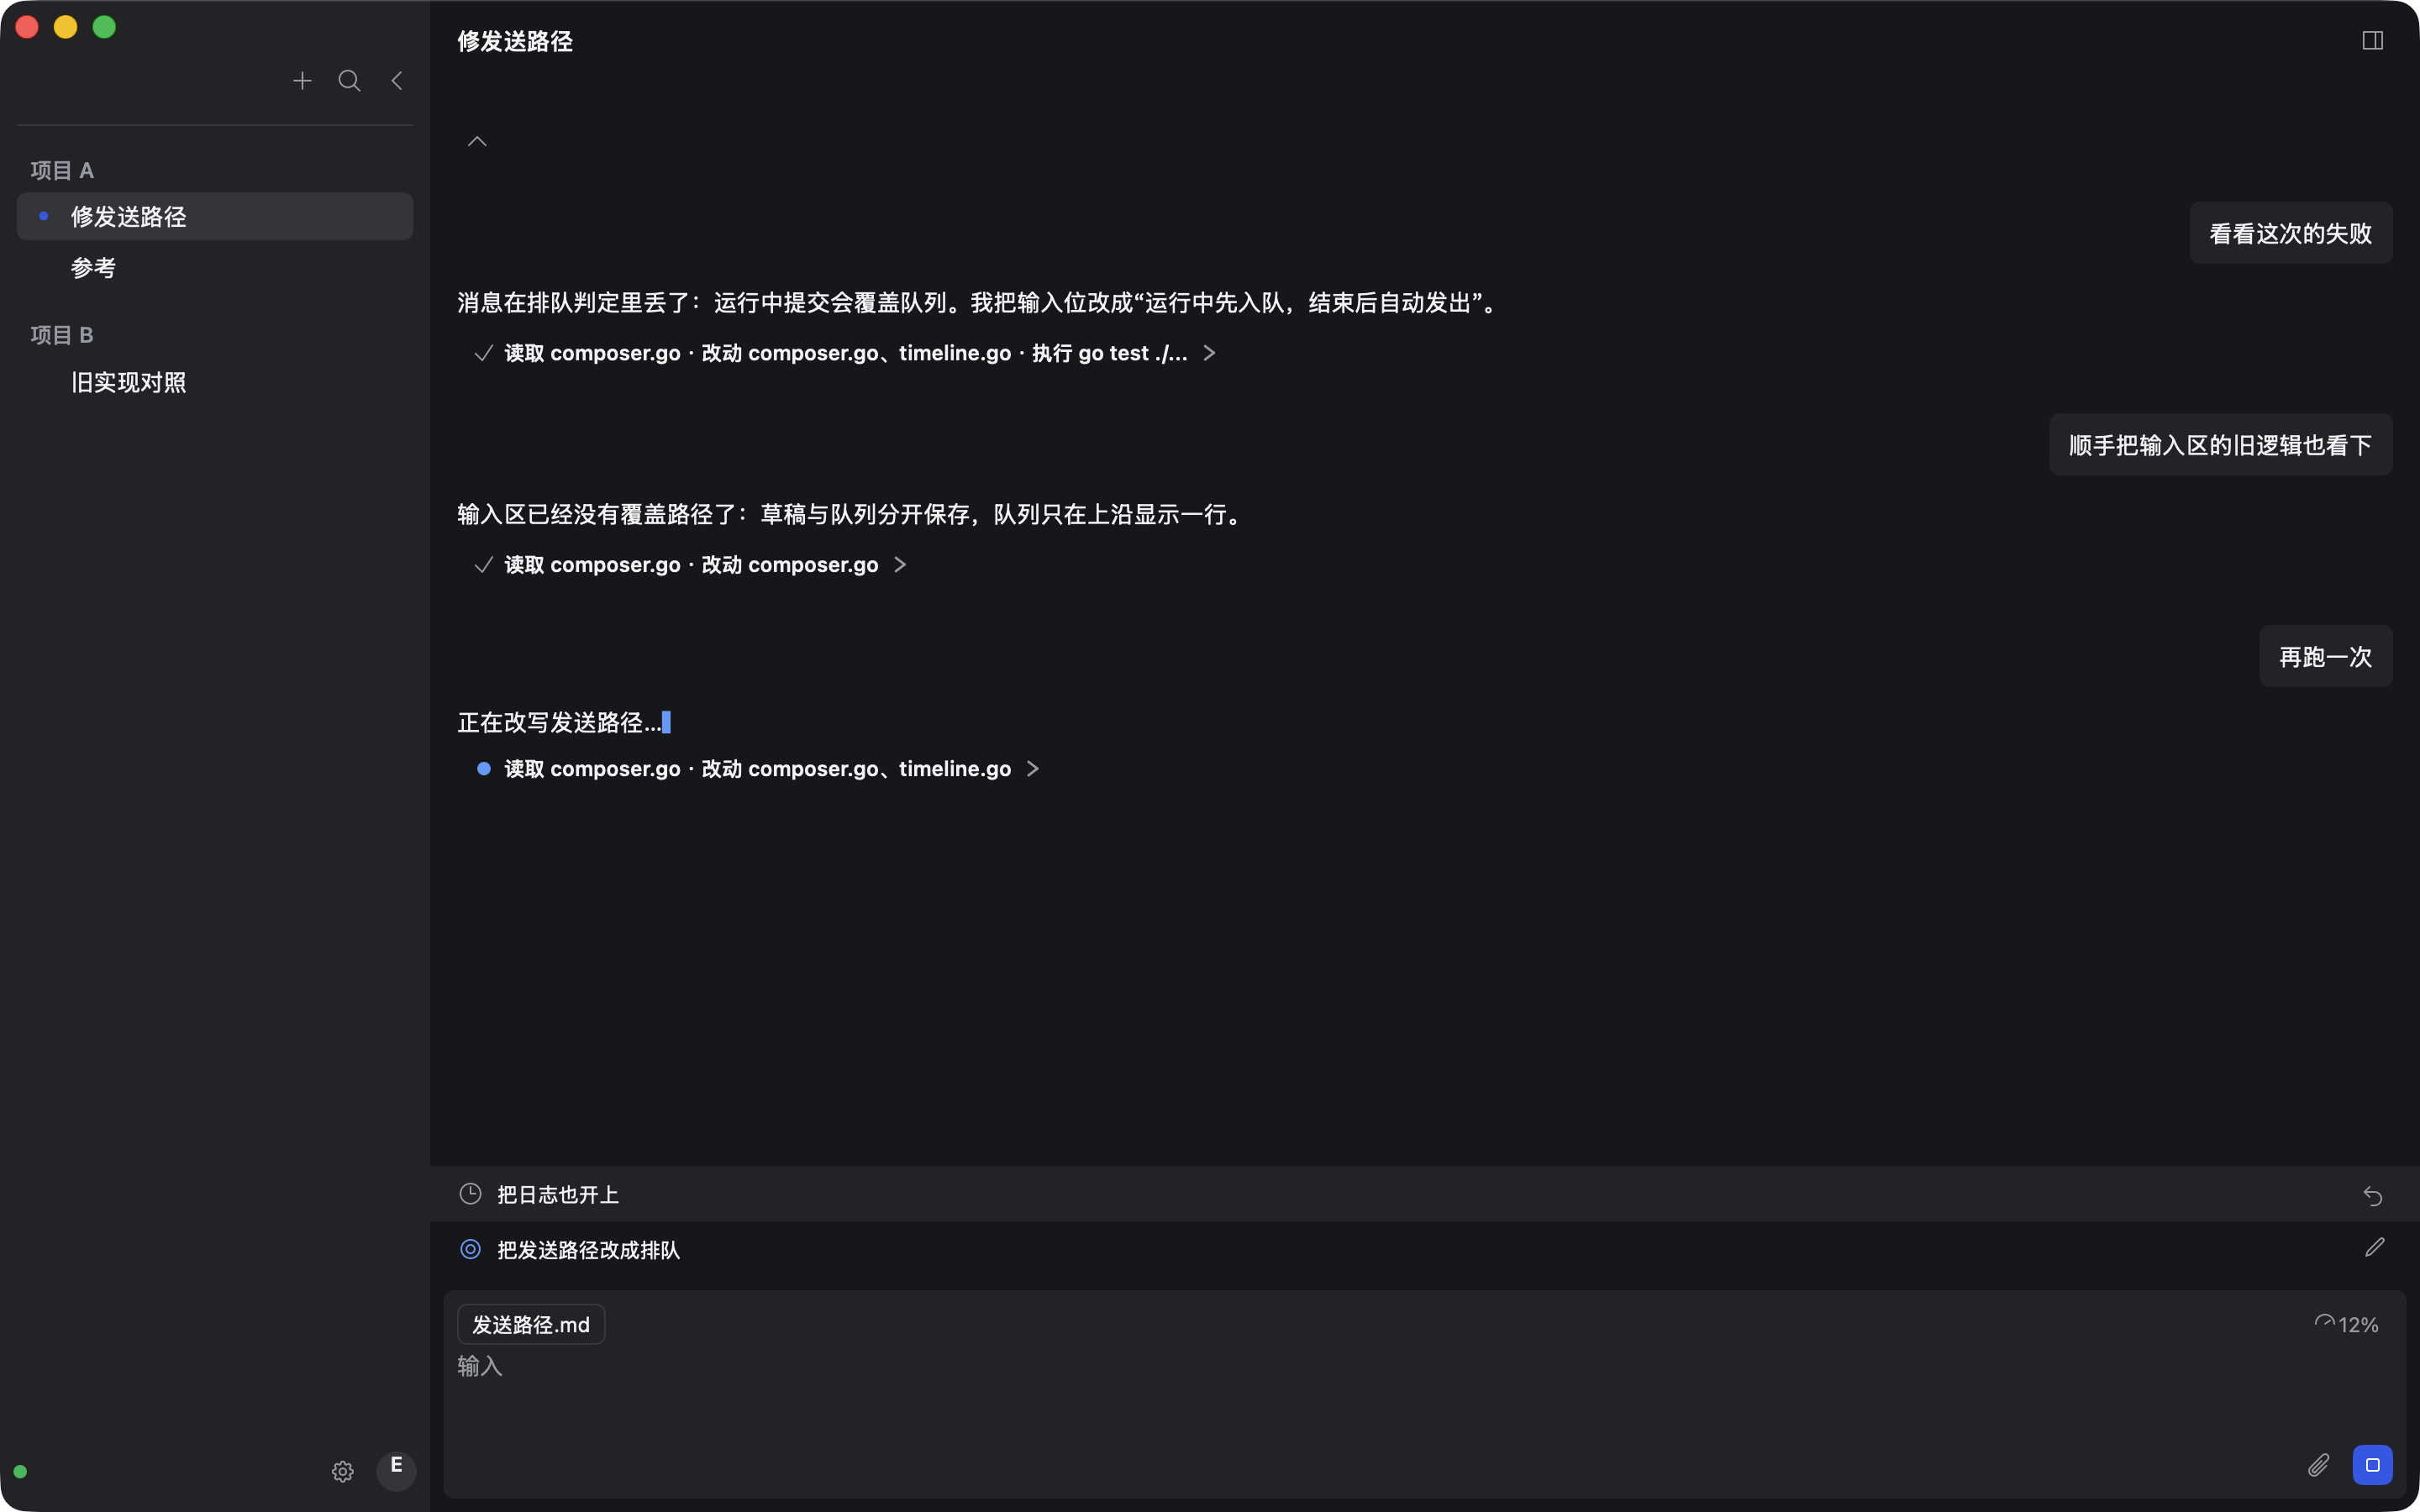 修发送路径
项目 A
修发送路径
参考
项目 B
旧实现对照
看看这次的失败
消息在排队判定里丢了：运行中提交会覆盖队列。我把输入位改成“运行中先入队，结束后自动发出”。
读取 composer.go · 改动 composer.go、timeline.go · 执行 go test ./...
顺手把输入区的旧逻辑也看下
输入区已经没有覆盖路径了：草稿与队列分开保存，队列只在上沿显示一行。
读取 composer.go · 改动 composer.go
再跑一次
正在改写发送路径...
读取 composer.go · 改动 composer.go、timeline.go
把日志也开上
把发送路径改成排队
发送路径.md
12%
输入
E